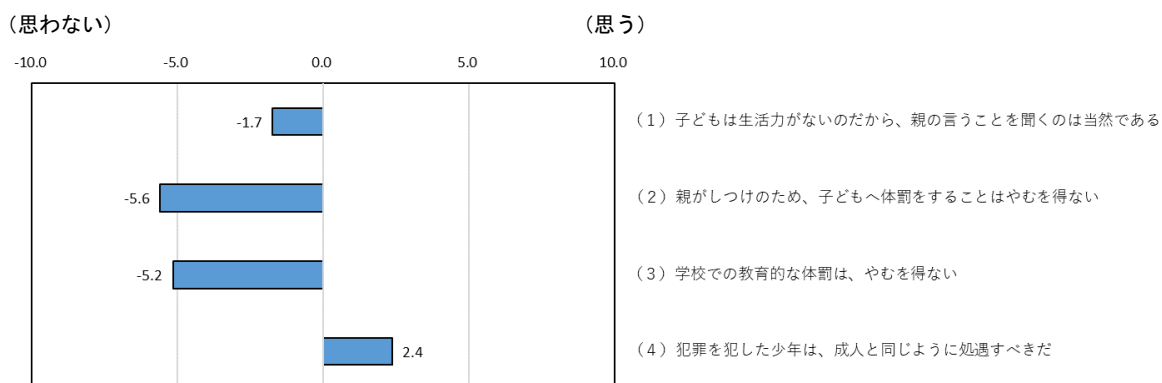 （思わない） （思う）
-10.0 -5.0 0.0 5.0 10.0
-1.7 （１）子どもは生活力がないのだから、親の言うことを聞くのは当然である
-5.6 （２）親がしつけのため、子どもへ体罰をすることはやむを得ない
-5.2 （３）学校での教育的な体罰は、やむを得ない
2.4 （４）犯罪を犯した少年は、成人と同じように処遇すべきだ